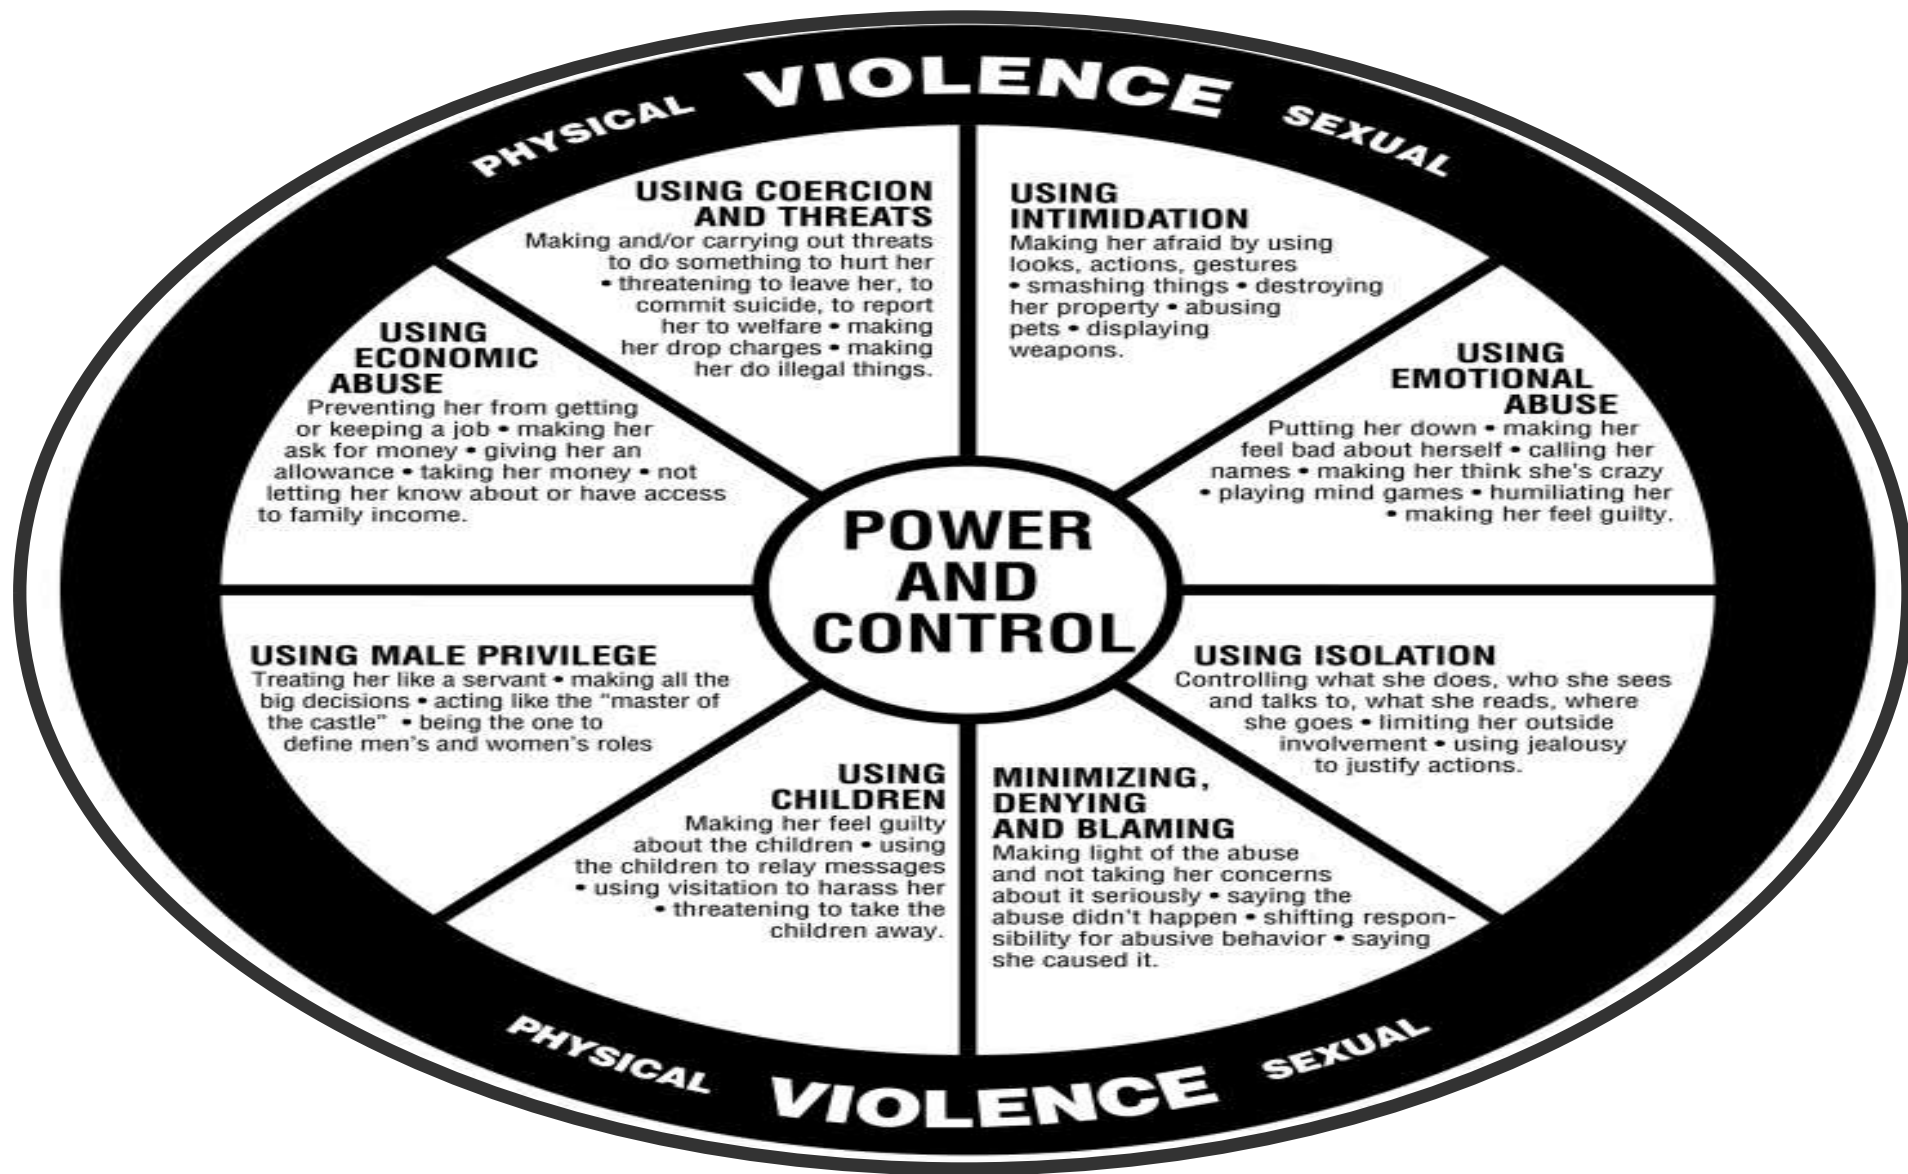 PHYSICAL VIOLENCE SEXUAL
USING COERCION
AND THREATS
Making and/or carrying out threats
to do something to hurt her
• threatening to leave her, to
commit suicide, to report
her to welfare • making
her drop charges • making
her do illegal things.
USING
INTIMIDATION
Making her afraid by using
looks, actions, gestures
• smashing things • destroying
her property • abusing
pets • displaying
weapons.
USING
ECONOMIC
ABUSE
Preventing her from getting
or keeping a job • making her
ask for money • giving her an
allowance • taking her money • not
letting her know about or have access
to family income.
USING
EMOTIONAL
ABUSE
Putting her down • making her
feel bad about herself • calling her
names • making her think she's crazy
• playing mind games • humiliating her
• making her feel guilty.
POWER
AND
CONTROL
USING MALE PRIVILEGE
Treating her like a servant • making all the
big decisions • acting like the "master of
the castle" • being the one to
define men's and women's roles
USING ISOLATION
Controlling what she does, who she sees
and talks to, what she reads, where
she goes • limiting her outside
involvement • using jealousy
to justify actions.
USING
CHILDREN
Making her feel guilty
about the children • using
the children to relay messages
• using visitation to harass her
• threatening to take the
children away.
MINIMIZING,
DENYING
AND BLAMING
Making light of the abuse
and not taking her concerns
about it seriously • saying the
abuse didn't happen • shifting respon-
sibility for abusive behavior • saying
she caused it.
PHYSICAL VIOLENCE SEXUAL